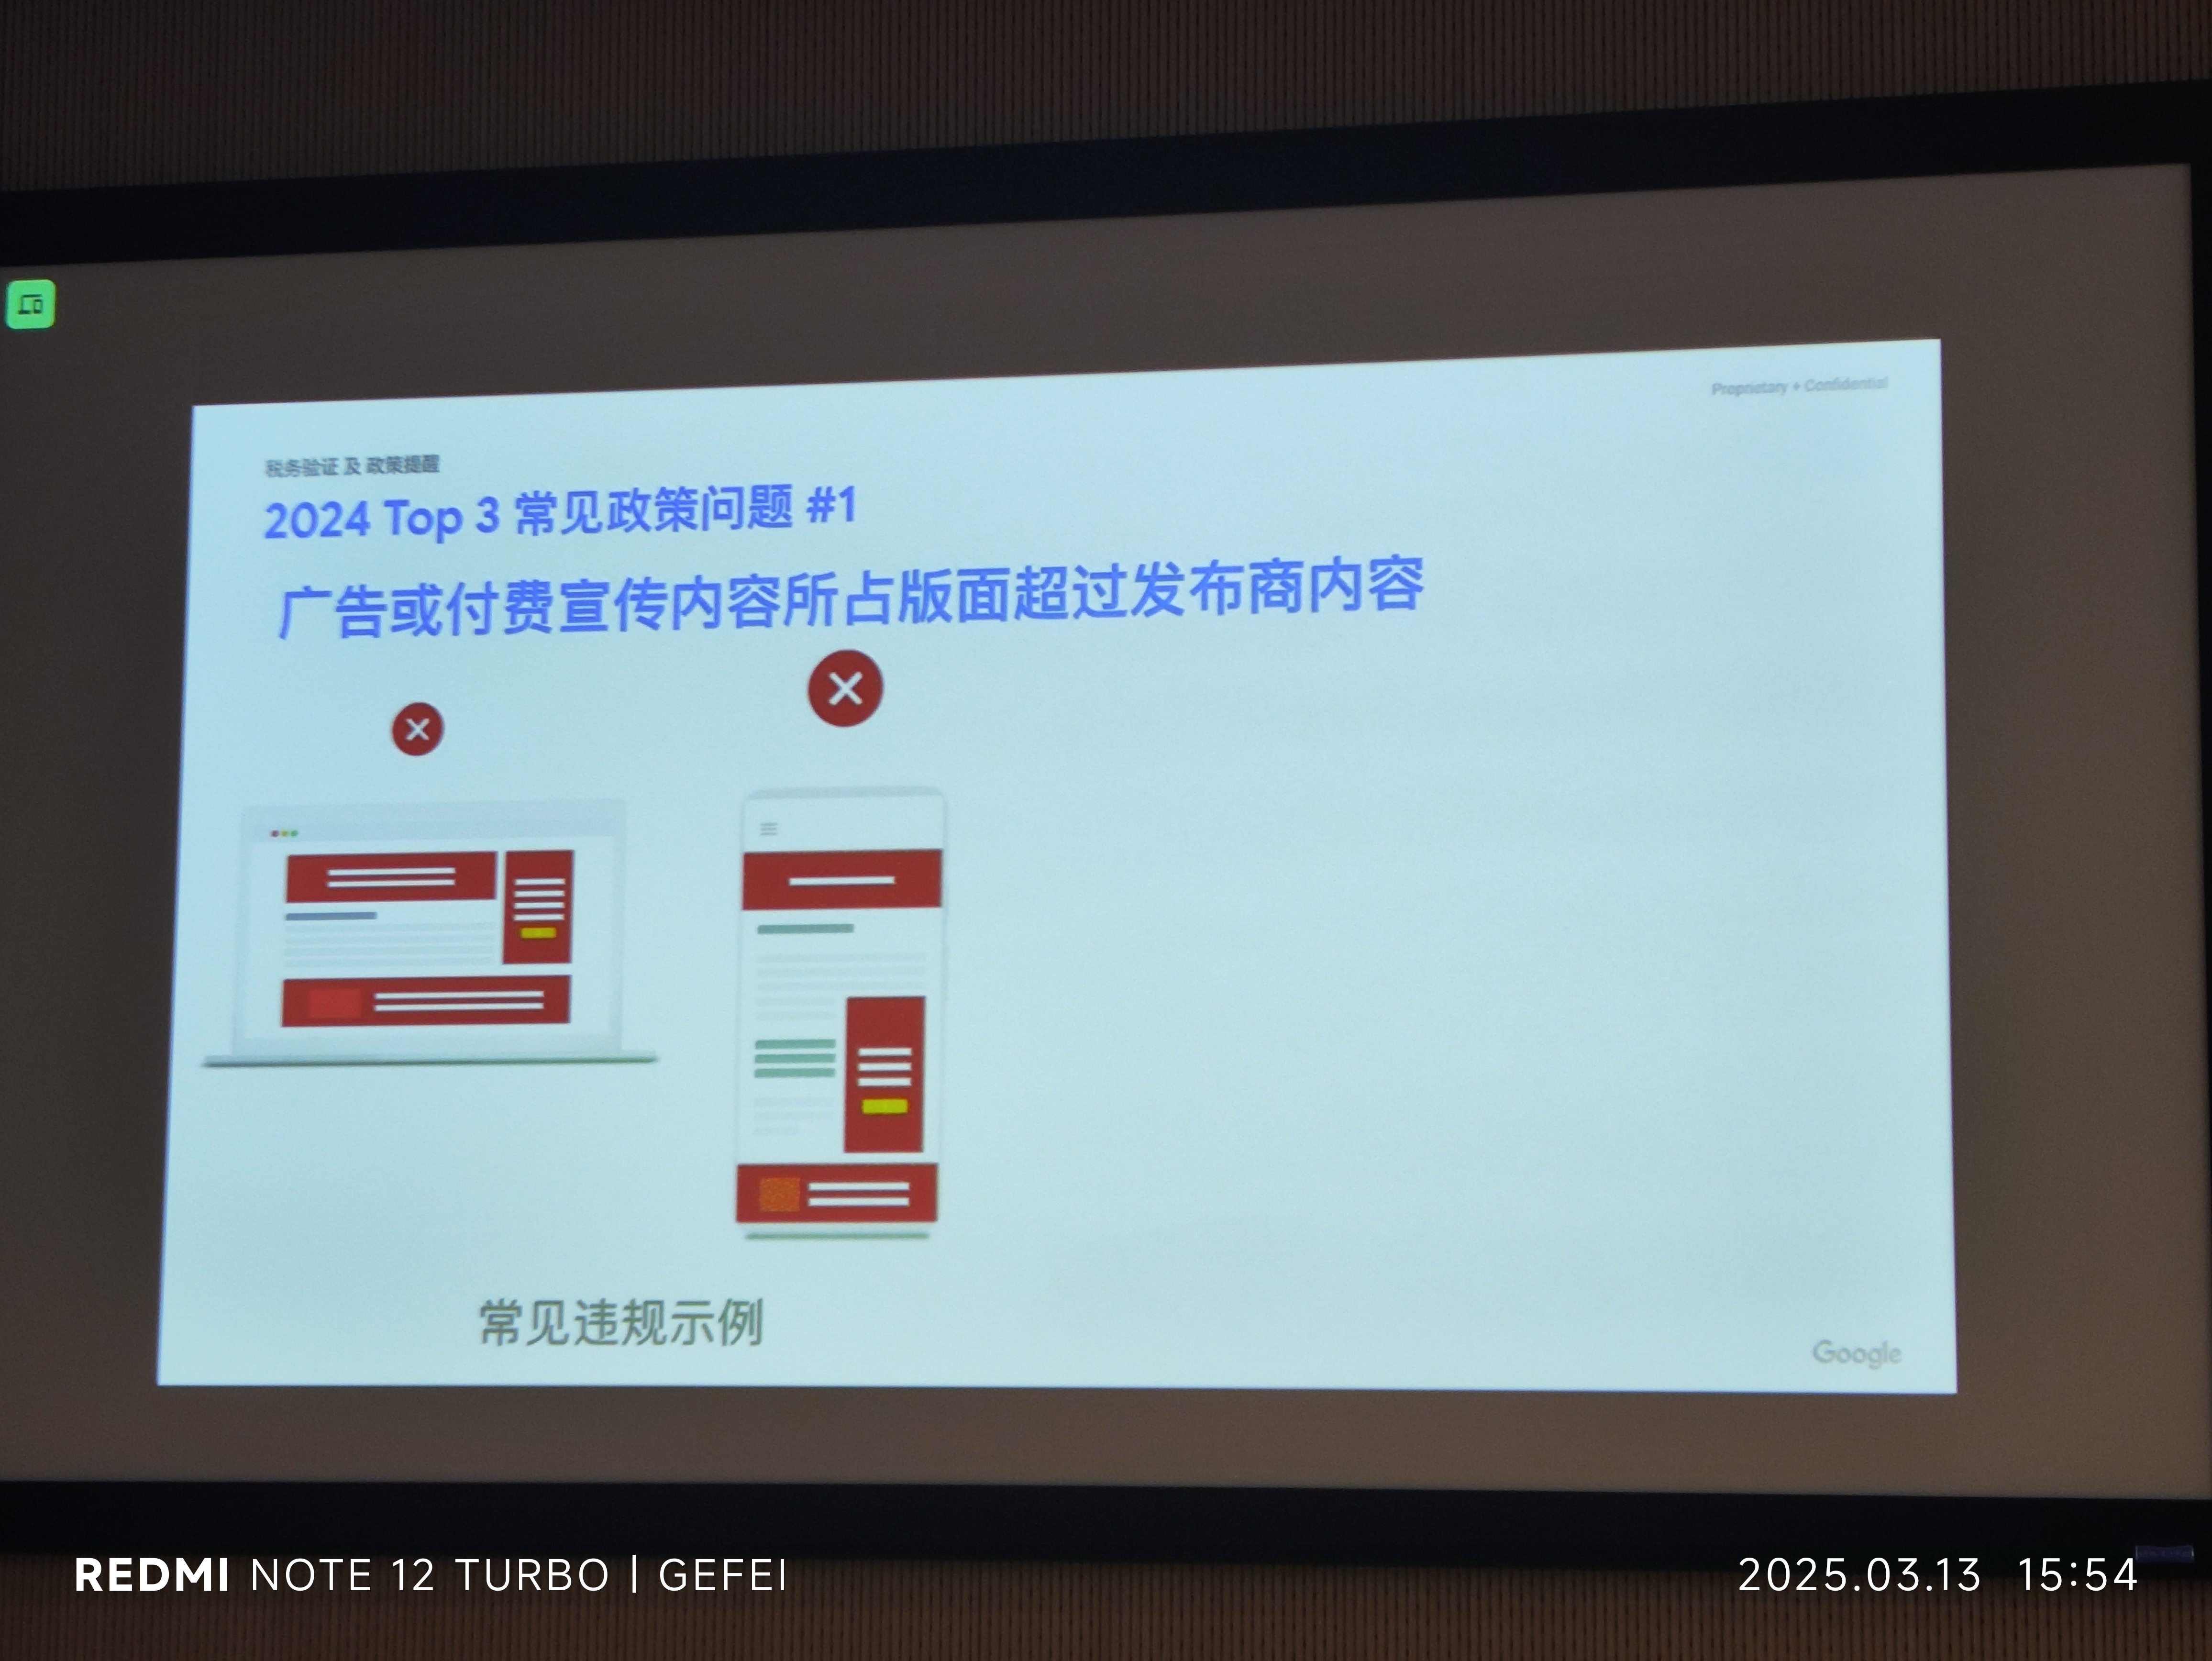 Proprietary + Confidential
税务验证 及 政策提醒
2024 Top 3 常见政策问题 #1
广告或付费宣传内容所占版面超过发布商内容
常见违规示例
Google
REDMI NOTE 12 TURBO | GEFEI
2025.03.13 15:54